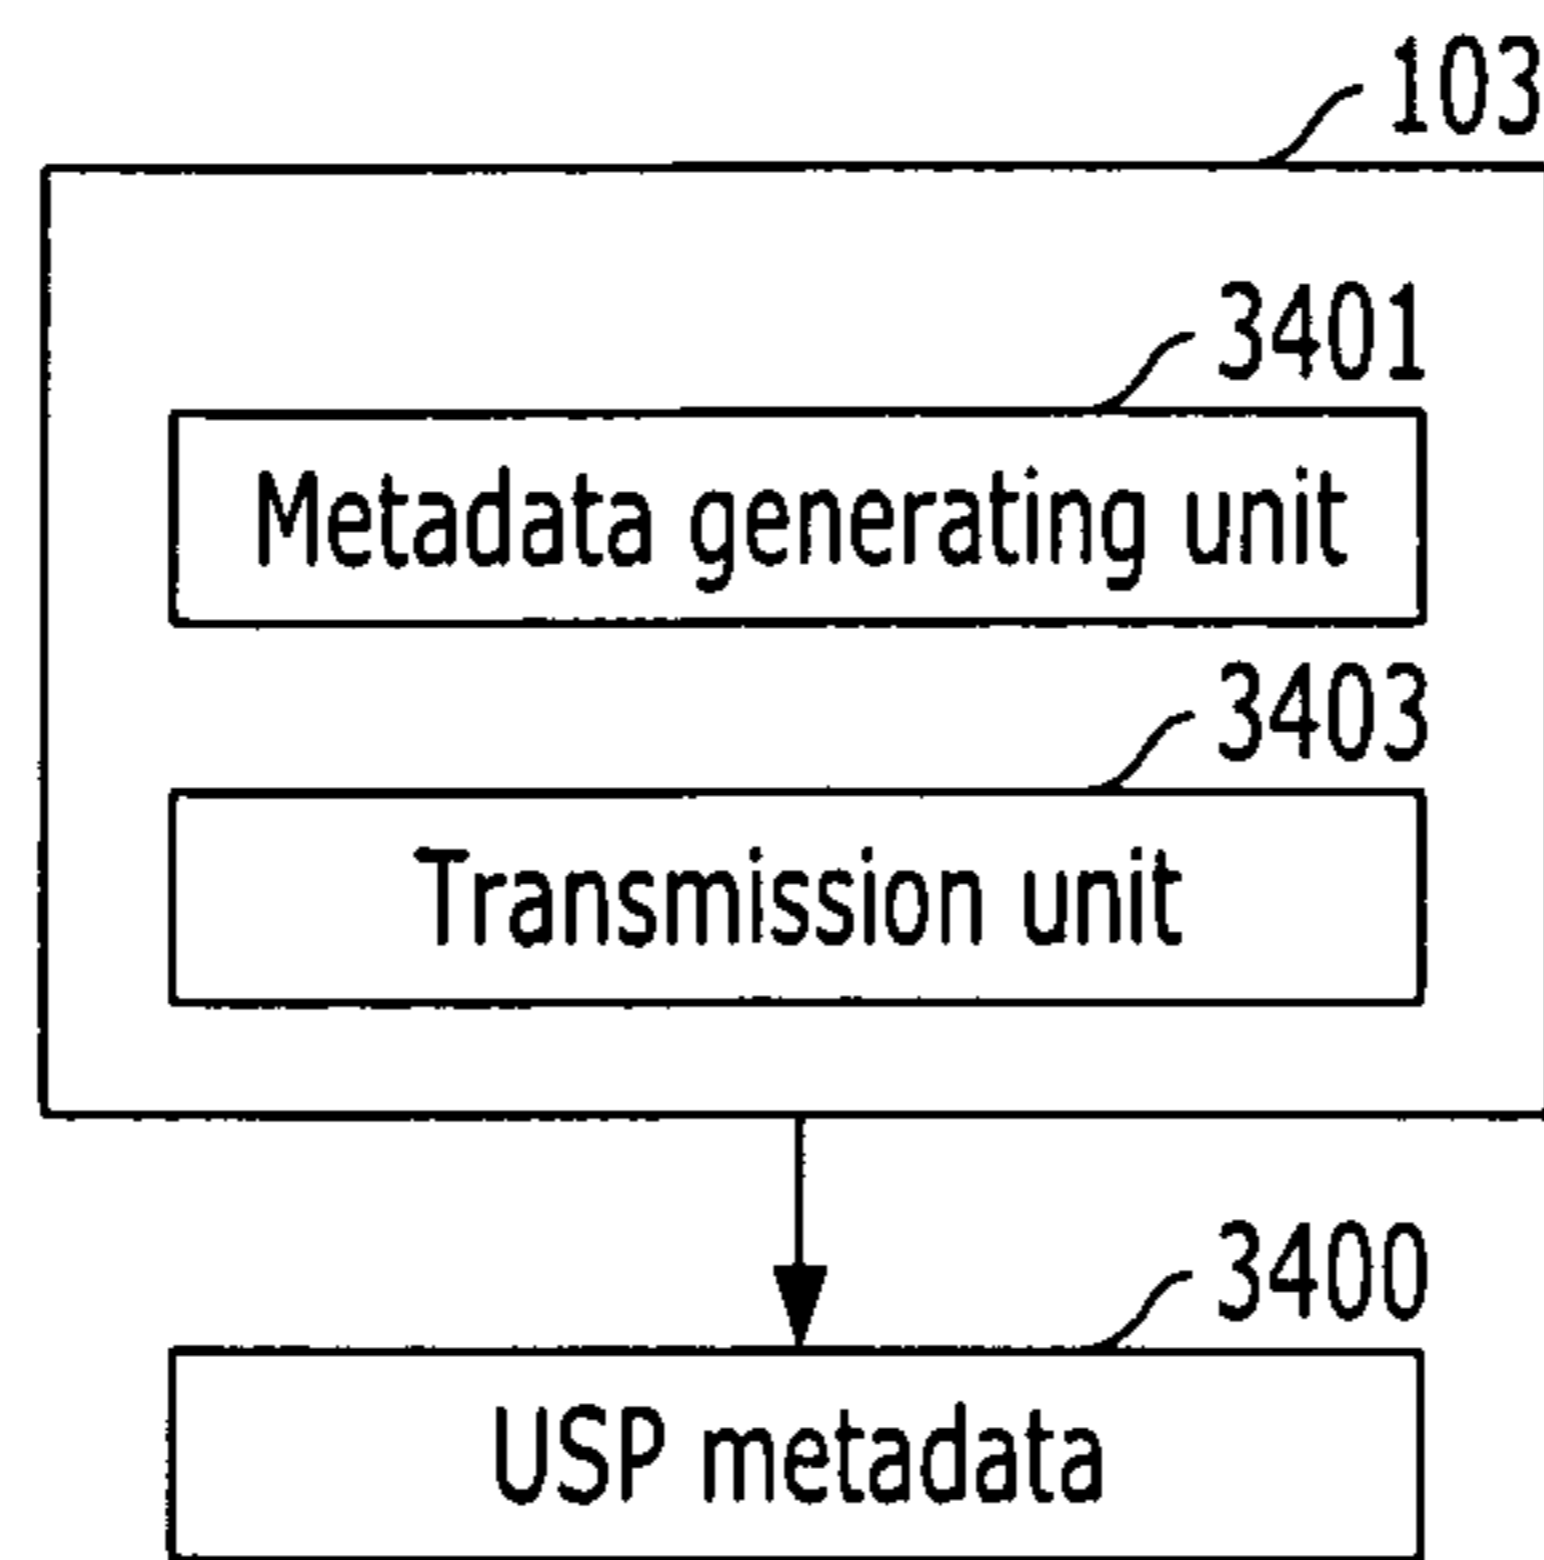 103
3401
Metadata generating unit
3403
Transmission unit
3400
USP metadata